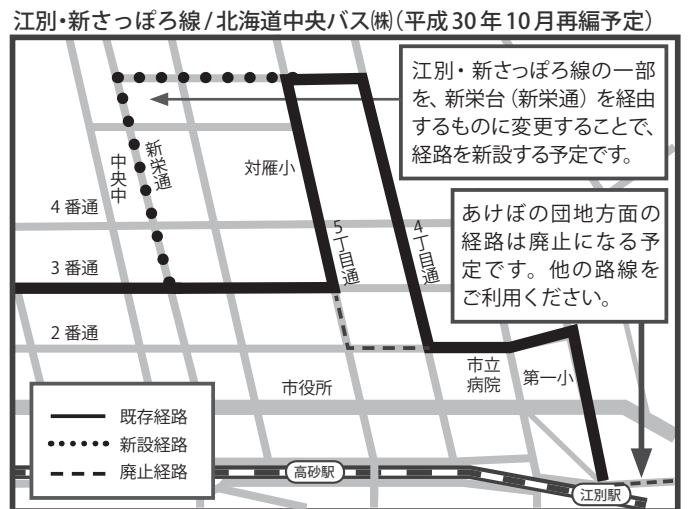 江別・新さっぽろ線/北海道中央バス㈱(平成30年10月再編予定)
江別・新さっぽろ線の一部
を、新栄台（新栄通）を経由
するものに変更することで、
経路を新設する予定です。
中央中
新栄通
対雁小
4番通
5丁目通
4丁目通
あけぼの団地方面の
経路は廃止になる予
定です。他の路線を
ご利用ください。
3番通
2番通
市役所
市立
病院
第一小
既存経路
新設経路
廃止経路
高砂駅
江別駅